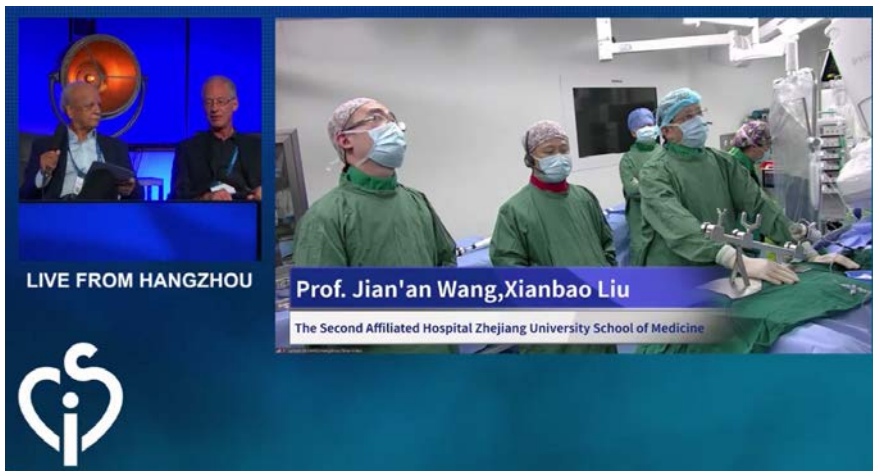 LIVE FROM HANGZHOU
Prof. Jian'an Wang,Xianbao Liu
The Second Affiliated Hospital Zhejiang University School of Medicine